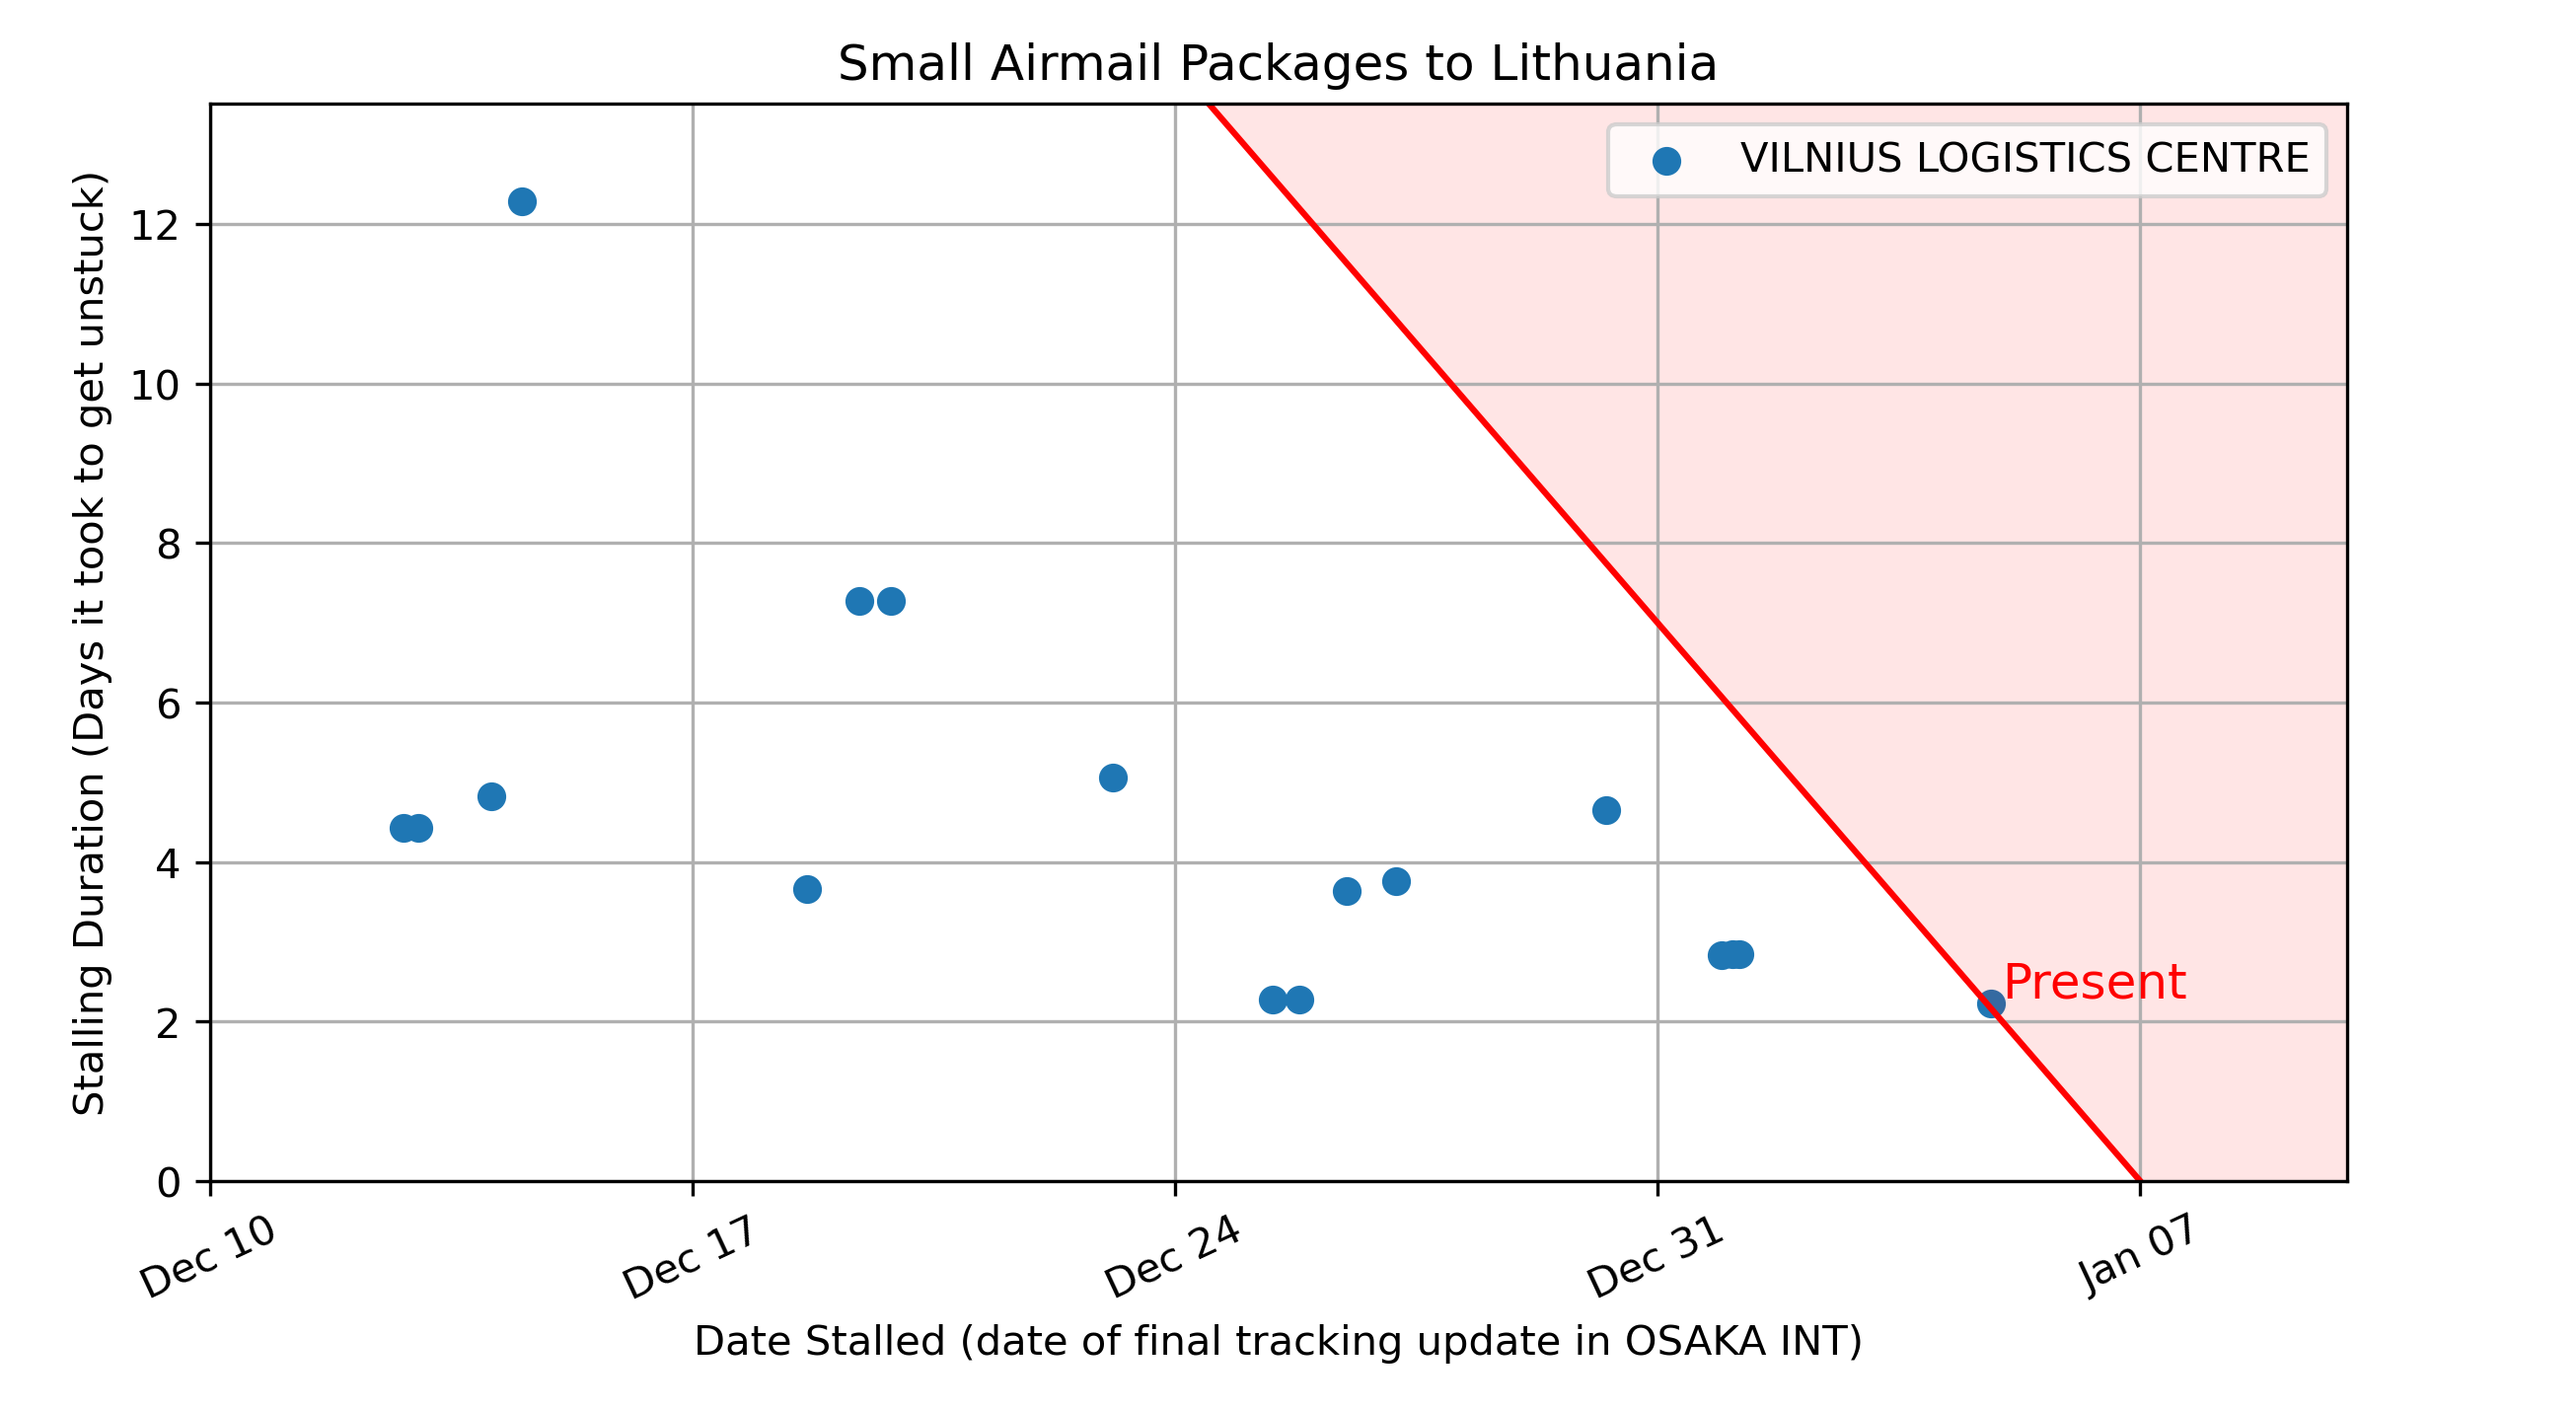 Small Airmail Packages to Lithuania
VILNIUS LOGISTICS CENTRE
Stalling Duration (Days it took to get unstuck)
12
10
8
6
4
2
0
Present
Dec 10
Dec 17
Dec 24
Dec 31
Jan 07
Date Stalled (date of final tracking update in OSAKA INT)